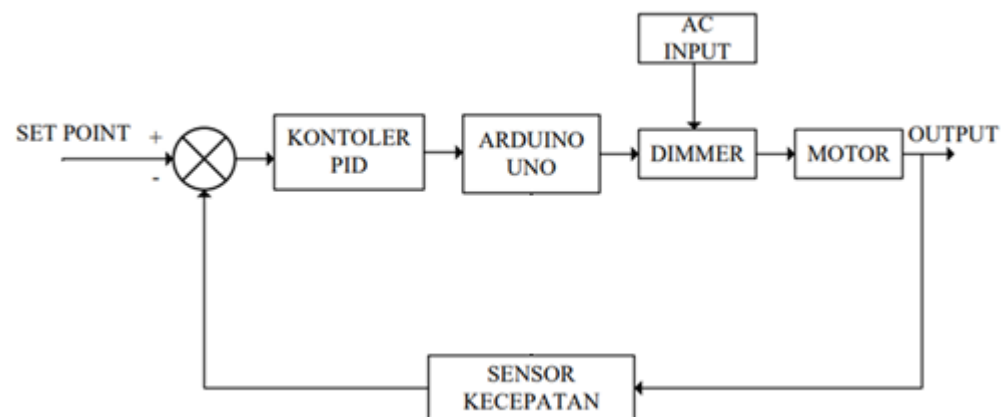 AC
INPUT
SET POINT
+
-
KONTOLER
PID
ARDUINO
UNO
DIMMER
MOTOR
OUTPUT
SENSOR
KECEPATAN